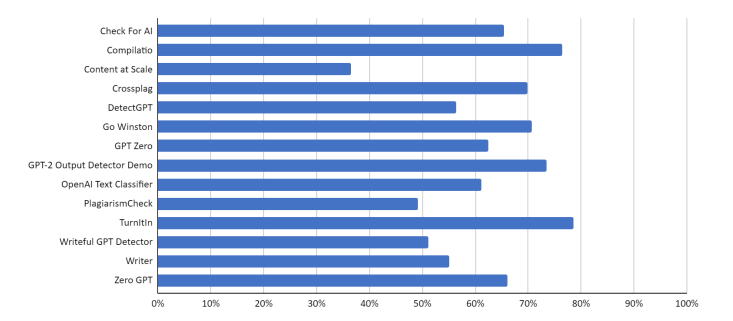 Check For AI
Compilatio
Content at Scale
Crossplag
DetectGPT
Go Winston
GPT Zero
GPT-2 Output Detector Demo
OpenAI Text Classifier
PlagiarismCheck
TurnItIn
Writeful GPT Detector
Writer
Zero GPT
0% 10% 20% 30% 40% 50% 60% 70% 80% 90% 100%